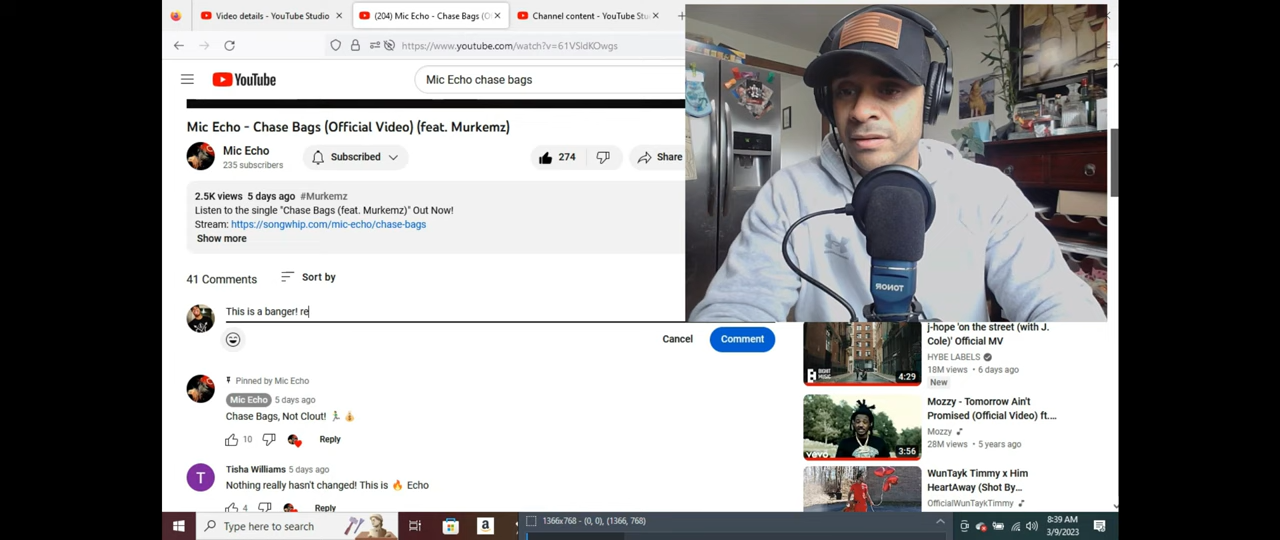 Video details - YouTube Studio
(204) Mic Echo - Chase Bags (O
Channel content - YouTube Stu
https://www.youtube.com/watch?v=61VSldKOwgs
YouTube
Mic Echo chase bags
Mic Echo - Chase Bags (Official Video) (feat. Murkemz)
Mic Echo
235 subscribers
Subscribed
274
Share
2.5K views 5 days ago #Murkemz
Listen to the single "Chase Bags (feat. Murkemz)" Out Now!
Stream: https://songwhip.com/mic-echo/chase-bags
Show more
41 Comments
Sort by
This is a banger! re
Cancel
Comment
Pinned by Mic Echo
Mic Echo 5 days ago
Chase Bags, Not Clout!
10
Reply
T
Tisha Williams 5 days ago
Nothing really hasn't changed! This is 🔥 Echo
4
Reply
DONNER
j-hope 'on the street (with J.
Cole)' Official MV
HYBE LABELS
18M views • 6 days ago
New
BIGHIT
MUSIC
4:29
Mozzy - Tomorrow Ain't
Promised (Official Video) ft....
Mozzy
28M views • 5 years ago
vevo
3:56
WunTayk Timmy x Him
HeartAway (Shot By...
OfficialWunTaykTimmy
Type here to search
a
1366x768 - (0, 0), (1366, 768)
8:39 AM
3/9/2023